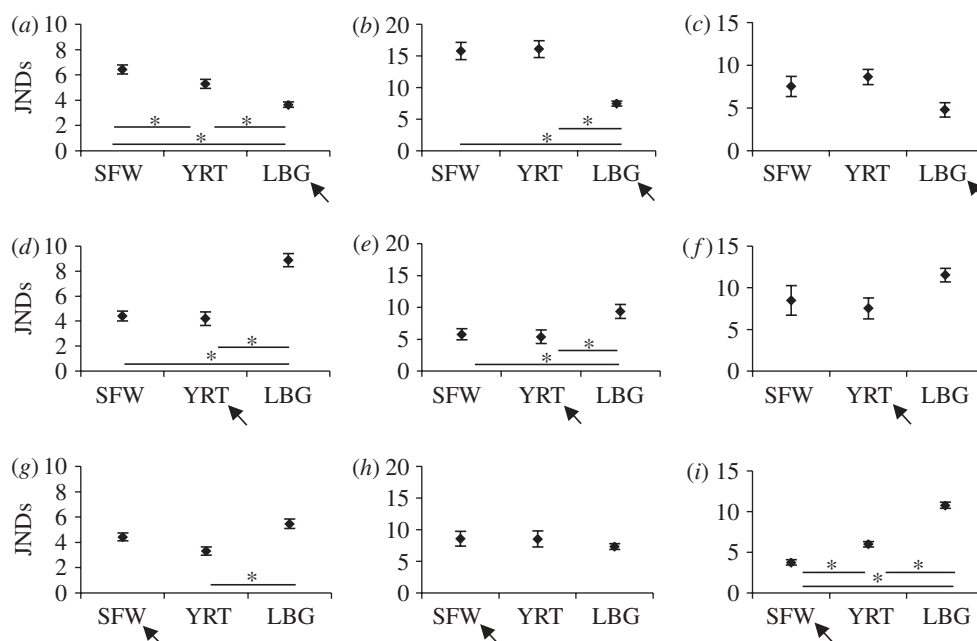 (a) 10 8 6 4 2 0 JNDs * * * SFW YRT LBG
(b) 20 15 10 5 0 * * SFW YRT LBG
(c) 15 10 5 0 SFW YRT LBG
(d) 10 8 6 4 2 0 JNDs * * SFW YRT LBG
(e) 20 15 10 5 0 * * SFW YRT LBG
(f) 15 10 5 0 SFW YRT LBG
(g) 10 8 6 4 2 0 JNDs * SFW YRT LBG
(h) 20 15 10 5 0 SFW YRT LBG
(i) 15 10 5 0 * * * SFW YRT LBG